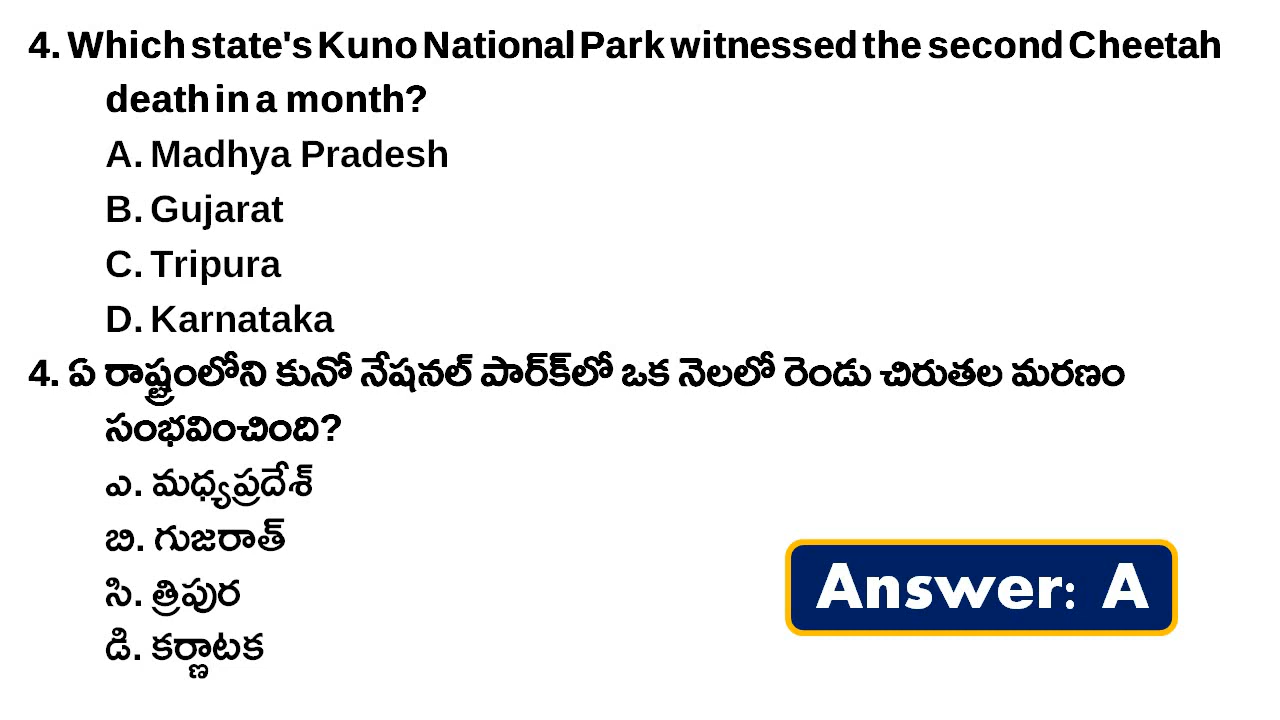 4. Which state's Kuno National Park witnessed the second Cheetah
death in a month?
A. Madhya Pradesh
B. Gujarat
C. Tripura
D. Karnataka
4. ఏ రాష్ట్రంలోని కునో నేషనల్ పార్క్‌లో ఒక నెలలో రెండు చిరుతల మరణం
సంభవించింది?
ఎ. మధ్యప్రదేశ్
బి. గుజరాత్
సి. త్రిపుర
డి. కర్ణాటక
Answer: A